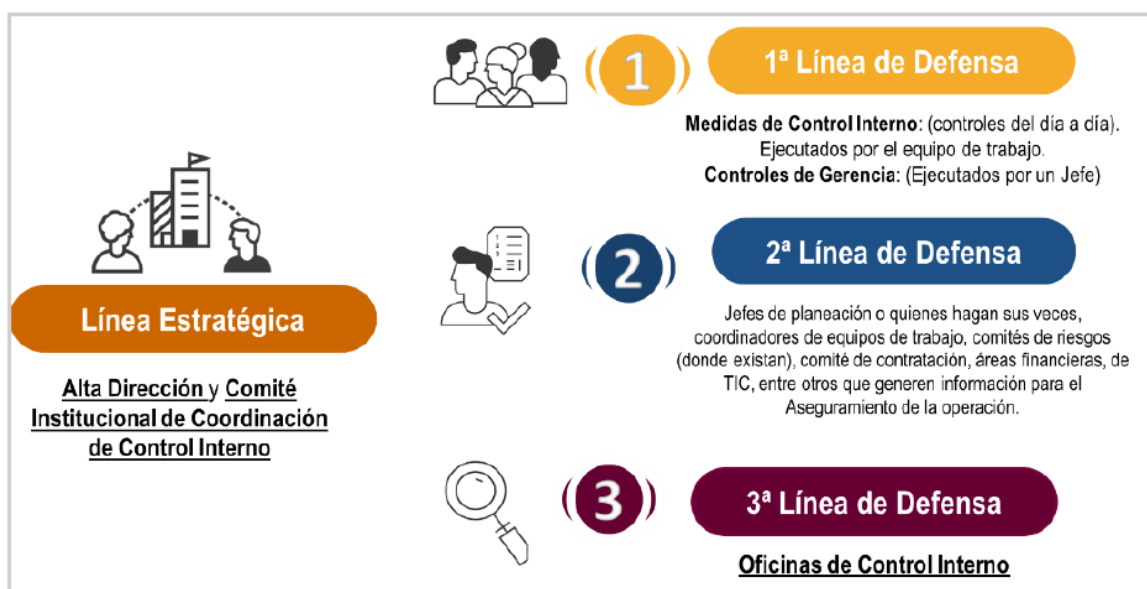 Línea Estratégica
Alta Dirección y Comité
Institucional de Coordinación
de Control Interno
1
1ª Línea de Defensa
Medidas de Control Interno: (controles del día a día).
Ejecutados por el equipo de trabajo.
Controles de Gerencia: (Ejecutados por un Jefe)
2
2ª Línea de Defensa
Jefes de planeación o quienes hagan sus veces,
coordinadores de equipos de trabajo, comités de riesgos
(donde existan), comité de contratación, áreas financieras, de
TIC, entre otros que generen información para el
Aseguramiento de la operación.
3
3ª Línea de Defensa
Oficinas de Control Interno